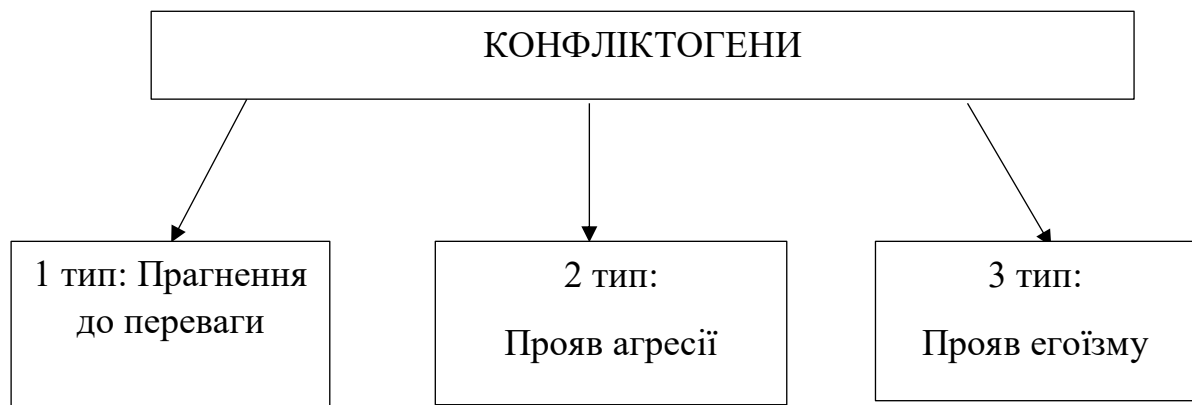 КОНФЛІКТОГЕНИ
1 тип: Прагнення
до переваги
2 тип:
Прояв агресії
3 тип:
Прояв егоїзму